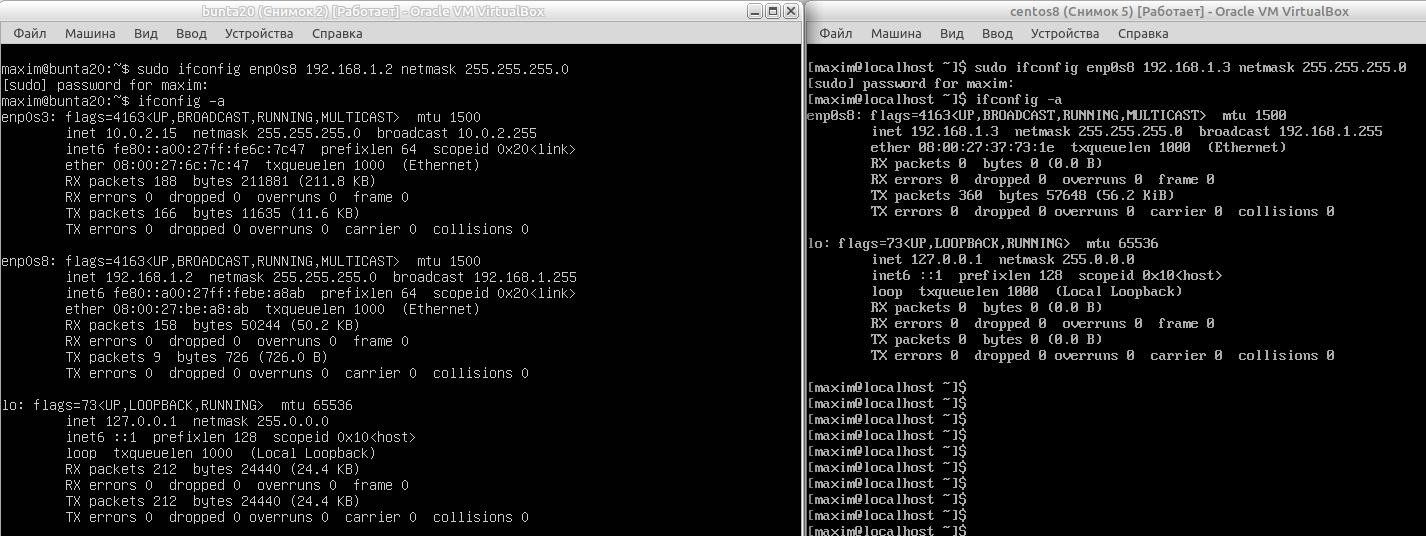 bunta20 (Снимок 2) [Работает] - Oracle VM VirtualBox
Файл Машина Вид Ввод Устройства Справка
maxim@bunta20:~$ sudo ifconfig enp0s8 192.168.1.2 netmask 255.255.255.0
[sudo] password for maxim:
maxim@bunta20:~$ ifconfig -a
enp0s3: flags=4163<UP,BROADCAST,RUNNING,MULTICAST>  mtu 1500
        inet 10.0.2.15  netmask 255.255.255.0  broadcast 10.0.2.255
        inet6 fe80::a00:27ff:fe6c:7c47  prefixlen 64  scopeid 0x20<link>
        ether 08:00:27:6c:7c:47  txqueuelen 1000  (Ethernet)
        RX packets 188  bytes 211881 (211.8 KB)
        RX errors 0  dropped 0  overruns 0  frame 0
        TX packets 166  bytes 11635 (11.6 KB)
        TX errors 0  dropped 0 overruns 0  carrier 0  collisions 0
enp0s8: flags=4163<UP,BROADCAST,RUNNING,MULTICAST>  mtu 1500
        inet 192.168.1.2  netmask 255.255.255.0  broadcast 192.168.1.255
        inet6 fe80::a00:27ff:febe:a8ab  prefixlen 64  scopeid 0x20<link>
        ether 08:00:27:be:a8:ab  txqueuelen 1000  (Ethernet)
        RX packets 158  bytes 50244 (50.2 KB)
        RX errors 0  dropped 0  overruns 0  frame 0
        TX packets 9  bytes 726 (726.0 B)
        TX errors 0  dropped 0 overruns 0  carrier 0  collisions 0
lo: flags=73<UP,LOOPBACK,RUNNING>  mtu 65536
        inet 127.0.0.1  netmask 255.0.0.0
        inet6 ::1  prefixlen 128  scopeid 0x10<host>
        loop  txqueuelen 1000  (Local Loopback)
        RX packets 212  bytes 24440 (24.4 KB)
        RX errors 0  dropped 0  overruns 0  frame 0
        TX packets 212  bytes 24440 (24.4 KB)
        TX errors 0  dropped 0 overruns 0  carrier 0  collisions 0
centos8 (Снимок 5) [Работает] - Oracle VM VirtualBox
Файл Машина Вид Ввод Устройства Справка
[maxim@localhost ~]$ sudo ifconfig enp0s8 192.168.1.3 netmask 255.255.255.0
[sudo] password for maxim:
[maxim@localhost ~]$ ifconfig -a
enp0s8: flags=4163<UP,BROADCAST,RUNNING,MULTICAST>  mtu 1500
        inet 192.168.1.3  netmask 255.255.255.0  broadcast 192.168.1.255
        ether 08:00:27:37:73:1e  txqueuelen 1000  (Ethernet)
        RX packets 0  bytes 0 (0.0 B)
        RX errors 0  dropped 0  overruns 0  frame 0
        TX packets 360  bytes 57648 (56.2 KiB)
        TX errors 0  dropped 0 overruns 0  carrier 0  collisions 0
lo: flags=73<UP,LOOPBACK,RUNNING>  mtu 65536
        inet 127.0.0.1  netmask 255.0.0.0
        inet6 ::1  prefixlen 128  scopeid 0x10<host>
        loop  txqueuelen 1000  (Local Loopback)
        RX packets 0  bytes 0 (0.0 B)
        RX errors 0  dropped 0  overruns 0  frame 0
        TX packets 0  bytes 0 (0.0 B)
        TX errors 0  dropped 0 overruns 0  carrier 0  collisions 0
[maxim@localhost ~]$
[maxim@localhost ~]$
[maxim@localhost ~]$
[maxim@localhost ~]$
[maxim@localhost ~]$
[maxim@localhost ~]$
[maxim@localhost ~]$
[maxim@localhost ~]$
[maxim@localhost ~]$
[maxim@localhost ~]$